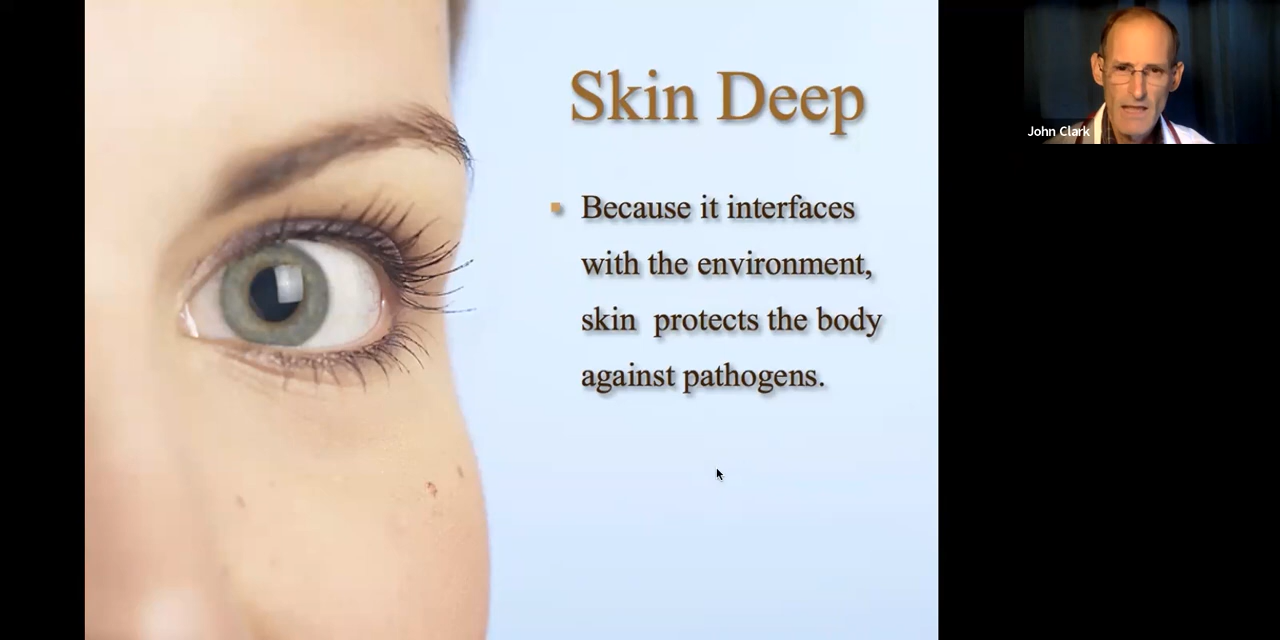 Skin Deep
Because it interfaces
with the environment,
skin protects the body
against pathogens.
John Clark